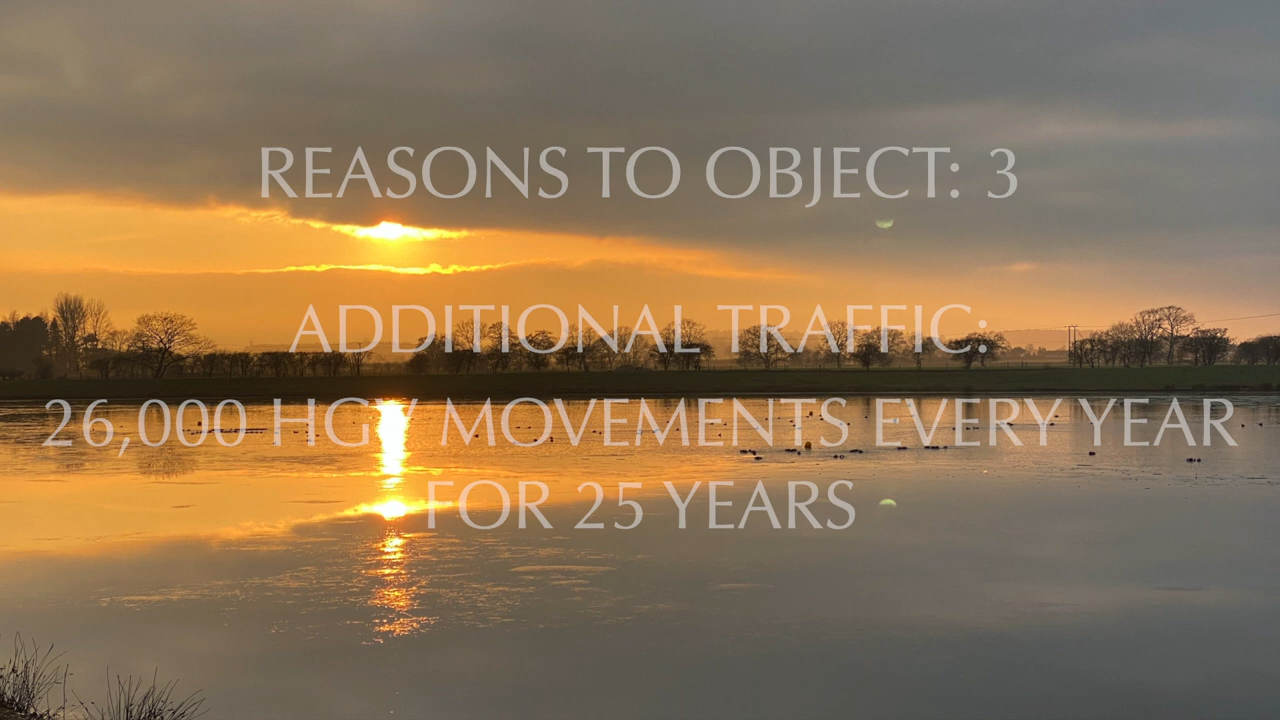 REASONS TO OBJECT: 3
ADDITIONAL TRAFFIC:
26,000 HGV MOVEMENTS EVERY YEAR
FOR 25 YEARS